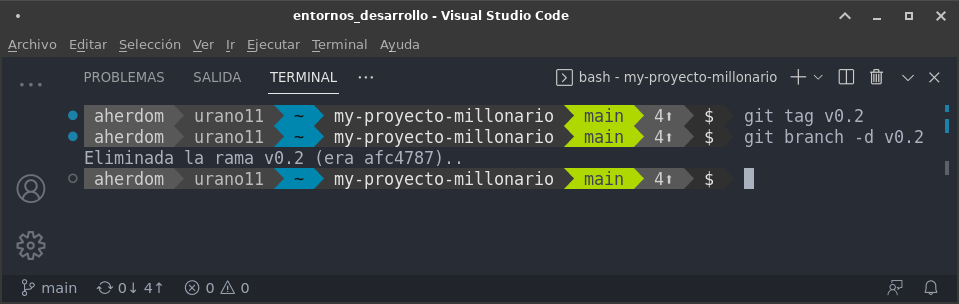 entornos_desarrollo - Visual Studio Code
Archivo Editar Selección Ver Ir Ejecutar Terminal Ayuda
PROBLEMAS SALIDA TERMINAL ··· bash - my-proyecto-millonario
aherdom urano11 ~ my-proyecto-millonario main 4⬆ $ git tag v0.2
aherdom urano11 ~ my-proyecto-millonario main 4⬆ $ git branch -d v0.2
Eliminada la rama v0.2 (era afc4787)..
aherdom urano11 ~ my-proyecto-millonario main 4⬆ $
main 0↓ 4↑ 0 0